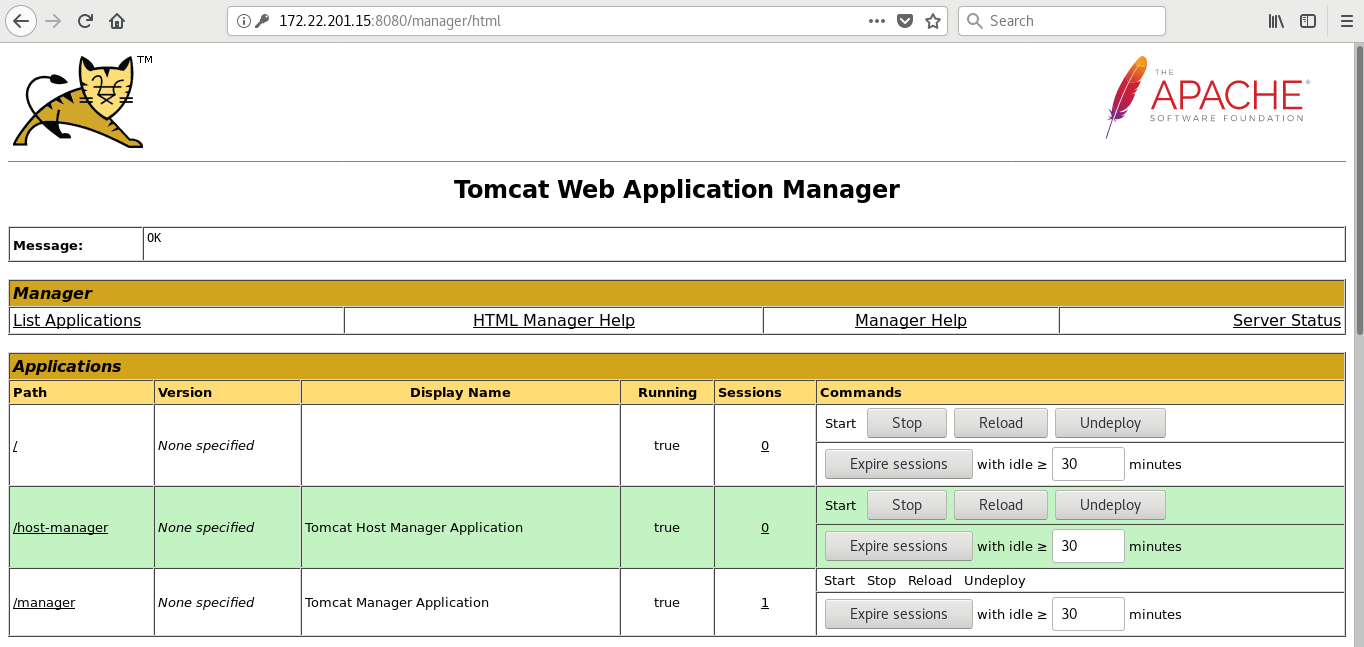 172.22.201.15:8080/manager/html
Search
TM
THE
APACHE®
SOFTWARE FOUNDATION
Tomcat Web Application Manager
Message: OK
Manager
List Applications HTML Manager Help Manager Help Server Status
Applications
Path Version Display Name Running Sessions Commands
/ None specified true 0 Start Stop Reload Undeploy
Expire sessions with idle ≥ 30 minutes
/host-manager None specified Tomcat Host Manager Application true 0 Start Stop Reload Undeploy
Expire sessions with idle ≥ 30 minutes
/manager None specified Tomcat Manager Application true 1 Start Stop Reload Undeploy
Expire sessions with idle ≥ 30 minutes